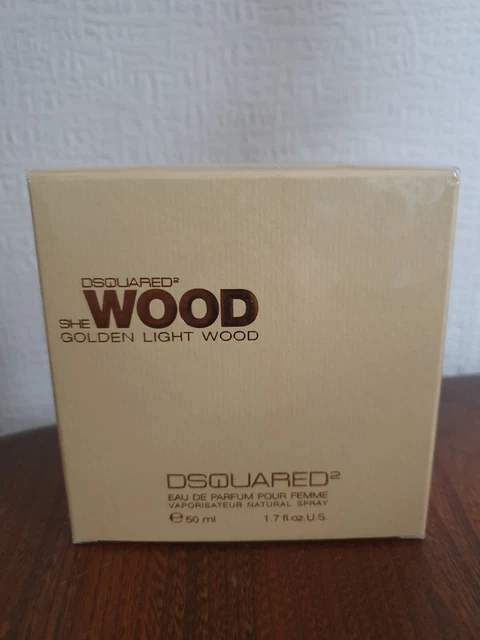 DSQUARED²
SHE WOOD
GOLDEN LIGHT WOOD
DSQUARED²
EAU DE PARFUM POUR FEMME
VAPORISATEUR NATURAL SPRAY
℮ 50 ml 1.7 fl.oz.U.S.